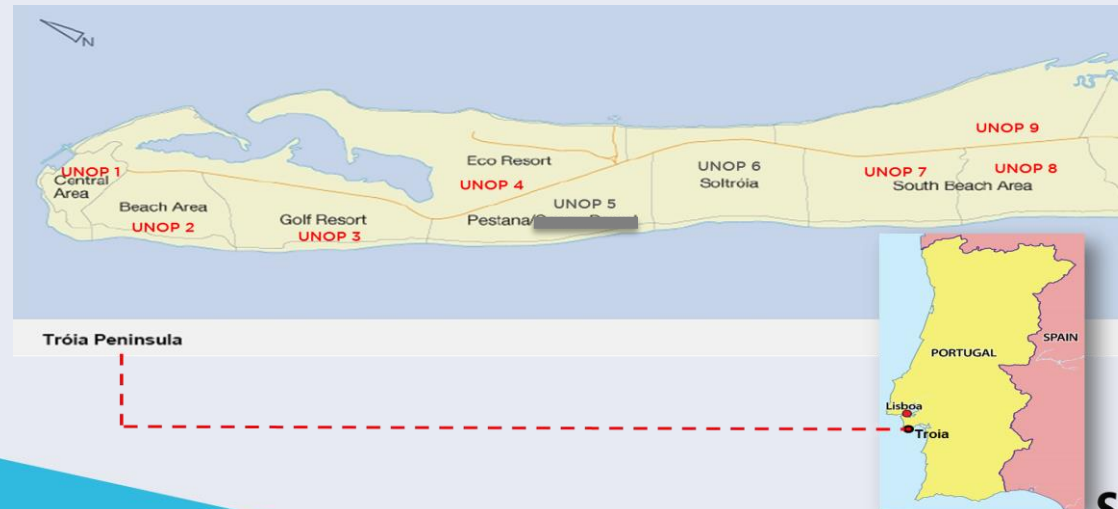 N
UNOP 1
Central
Area
Beach Area
UNOP 2
Golf Resort
UNOP 3
Eco Resort
UNOP 4
UNOP 5
Pestana/
UNOP 6
Soltróia
UNOP 7
UNOP 8
South Beach Area
UNOP 9
Tróia Peninsula
PORTUGAL
SPAIN
Lisboa
Troia
S